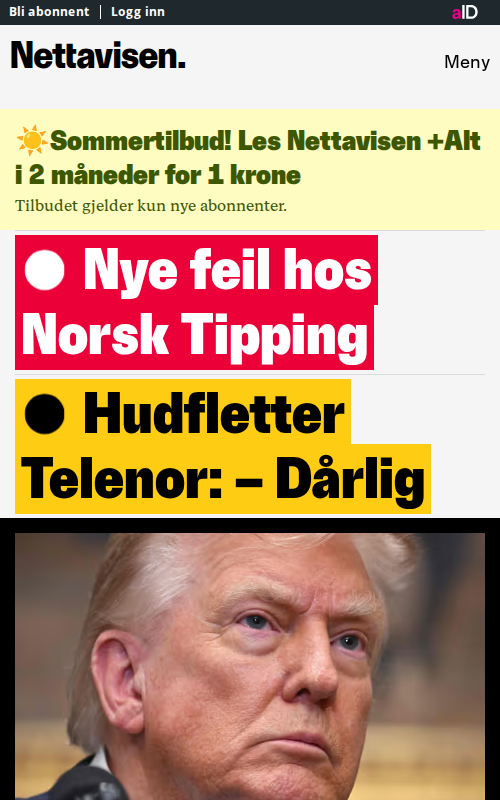 Bli abonnent | Logg inn
aID
Nettavisen.
Meny
☀️Sommertilbud! Les Nettavisen +Alt
i 2 måneder for 1 krone
Tilbudet gjelder kun nye abonnenter.
Nye feil hos
Norsk Tipping
Hudfletter
Telenor: – Dårlig